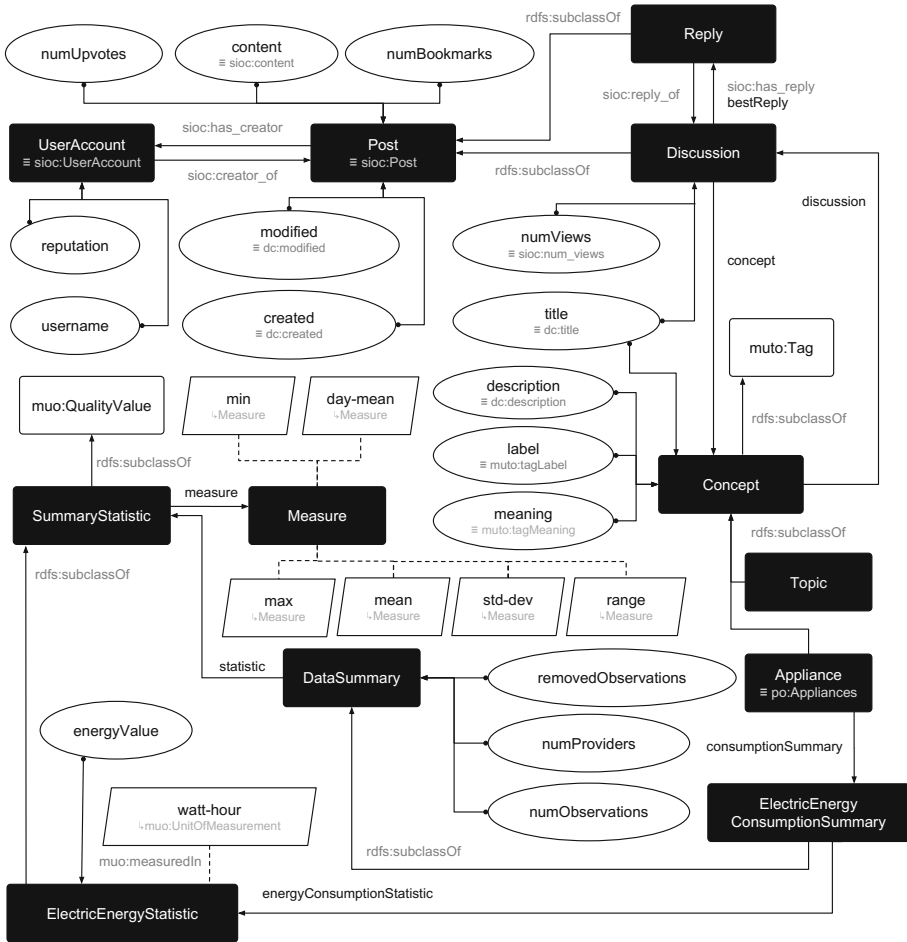 rdfs:subclassOf
Reply
numUpvotes
content
≡ sioc:content
numBookmarks
sioc:reply_of
sioc:has_reply
bestReply
sioc:has_creator
UserAccount
≡ sioc:UserAccount
Post
≡ sioc:Post
Discussion
sioc:creator_of
rdfs:subclassOf
discussion
reputation
modified
≡ dc:modified
numViews
≡ sioc:num_views
concept
username
created
≡ dc:created
title
≡ dc:title
muto:Tag
muo:QualityValue
min
↳Measure
day-mean
↳Measure
description
≡ dc:description
rdfs:subclassOf
label
≡ muto:tagLabel
rdfs:subclassOf
measure
SummaryStatistic
Measure
Concept
meaning
≡ muto:tagMeaning
rdfs:subclassOf
rdfs:subclassOf
Topic
max
↳Measure
mean
↳Measure
std-dev
↳Measure
range
↳Measure
statistic
DataSummary
removedObservations
Appliance
≡ po:Appliances
energyValue
numProviders
consumptionSummary
watt-hour
↳muo:UnitOfMeasurement
numObservations
ElectricEnergy
ConsumptionSummary
rdfs:subclassOf
muo:measuredIn
energyConsumptionStatistic
ElectricEnergyStatistic